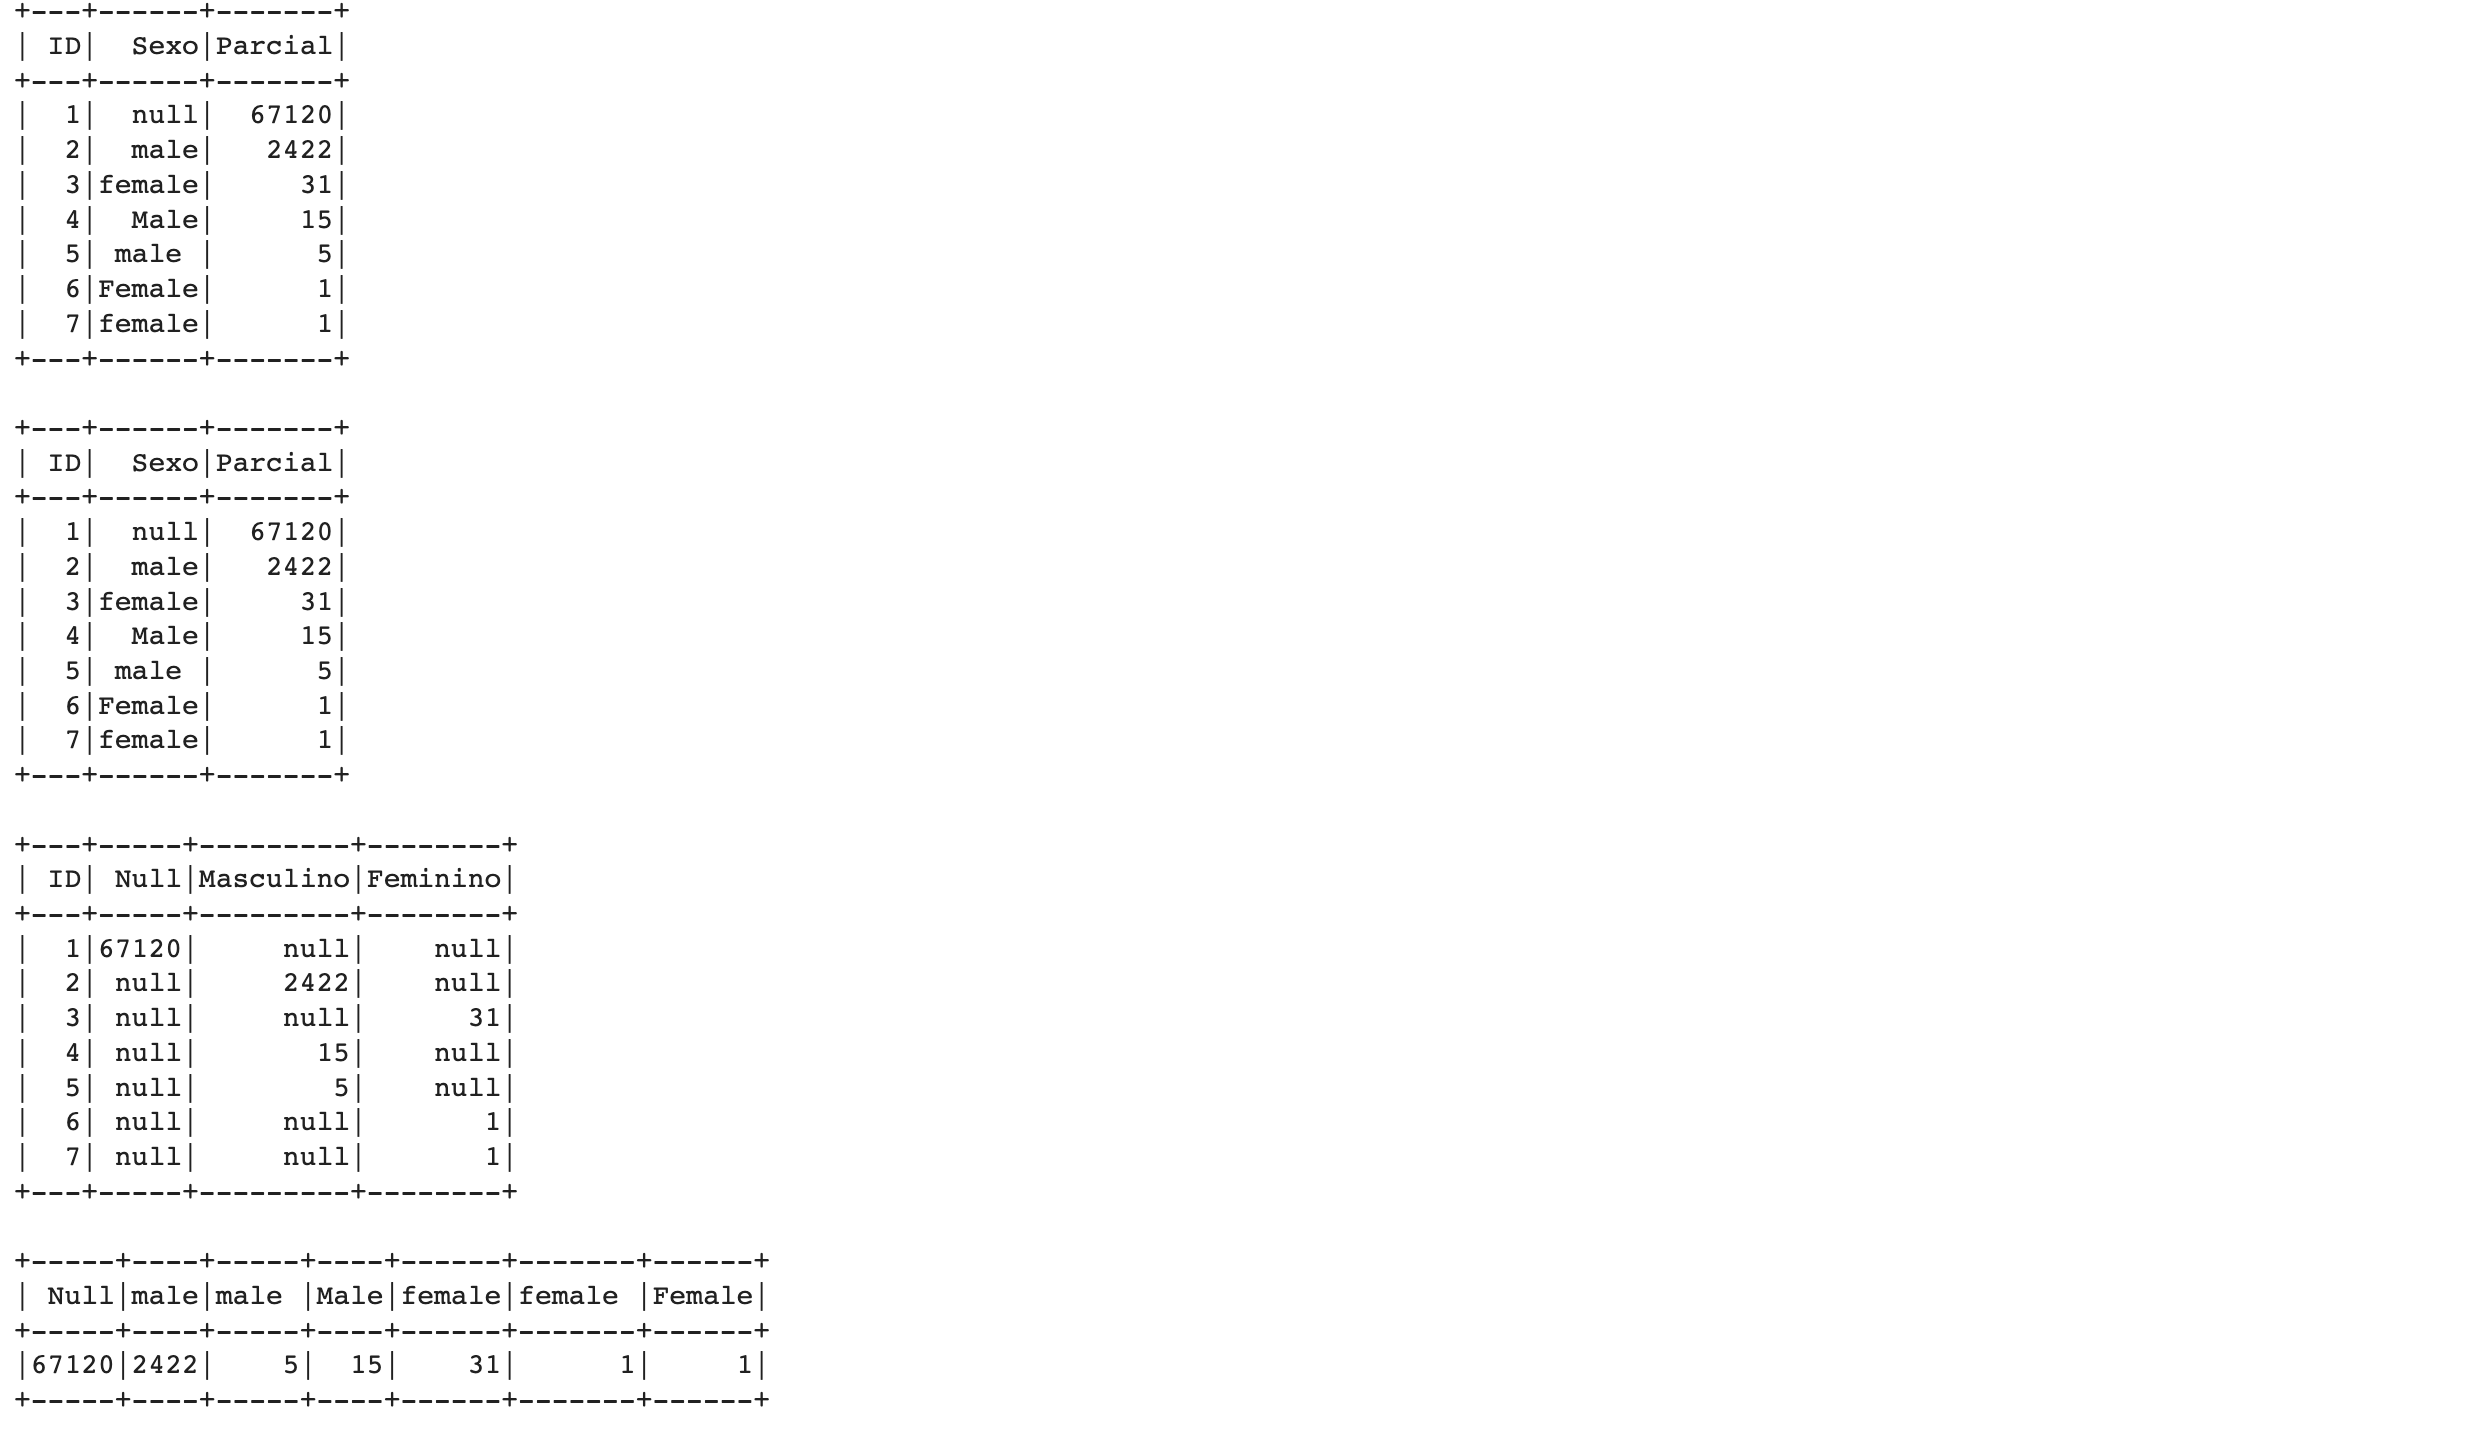 +---+------+-------+
| ID|  Sexo|Parcial|
+---+------+-------+
|  1|  null|  67120|
|  2|  male|   2422|
|  3|female|     31|
|  4|  Male|     15|
|  5| male |      5|
|  6|Female|      1|
|  7|female|      1|
+---+------+-------+

+---+------+-------+
| ID|  Sexo|Parcial|
+---+------+-------+
|  1|  null|  67120|
|  2|  male|   2422|
|  3|female|     31|
|  4|  Male|     15|
|  5| male |      5|
|  6|Female|      1|
|  7|female|      1|
+---+------+-------+

+---+-----+---------+--------+
| ID| Null|Masculino|Feminino|
+---+-----+---------+--------+
|  1|67120|     null|    null|
|  2| null|     2422|    null|
|  3| null|     null|      31|
|  4| null|       15|    null|
|  5| null|        5|    null|
|  6| null|     null|       1|
|  7| null|     null|       1|
+---+-----+---------+--------+

+-----+----+-----+----+------+-------+------+
| Null|male|male |Male|female|female |Female|
+-----+----+-----+----+------+-------+------+
|67120|2422|    5|  15|    31|      1|     1|
+-----+----+-----+----+------+-------+------+